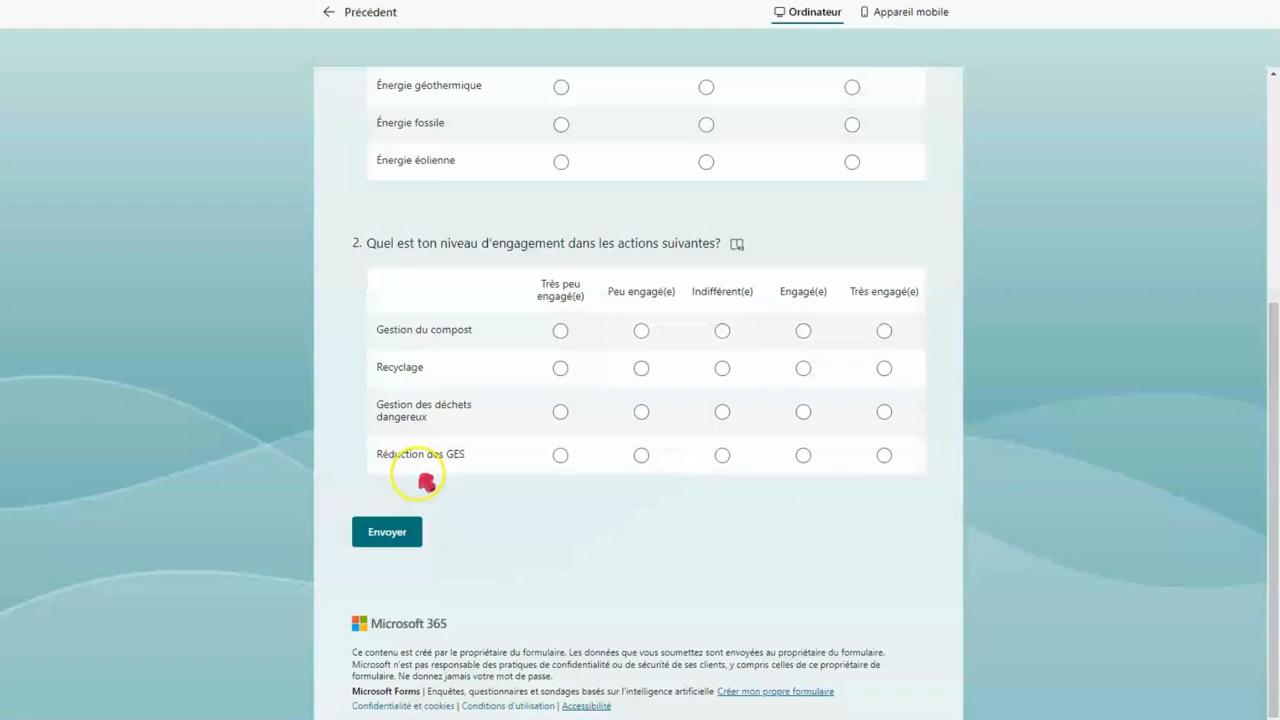 Précédent
Ordinateur
Appareil mobile
Énergie géothermique
Énergie fossile
Énergie éolienne
2. Quel est ton niveau d'engagement dans les actions suivantes?
Très peu engagé(e)
Peu engagé(e)
Indifférent(e)
Engagé(e)
Très engagé(e)
Gestion du compost
Recyclage
Gestion des déchets
dangereux
Réduction des GES
Envoyer
Microsoft 365
Ce contenu est créé par le propriétaire du formulaire. Les données que vous soumettez sont envoyées au propriétaire du formulaire.
Microsoft n'est pas responsable des pratiques de confidentialité ou de sécurité de ses clients, y compris celles de ce propriétaire de
formulaire. Ne donnez jamais votre mot de passe.
Microsoft Forms | Enquêtes, questionnaires et sondages basés sur l'intelligence artificielle Créer mon propre formulaire
Confidentialité et cookies | Conditions d'utilisation | Accessibilité